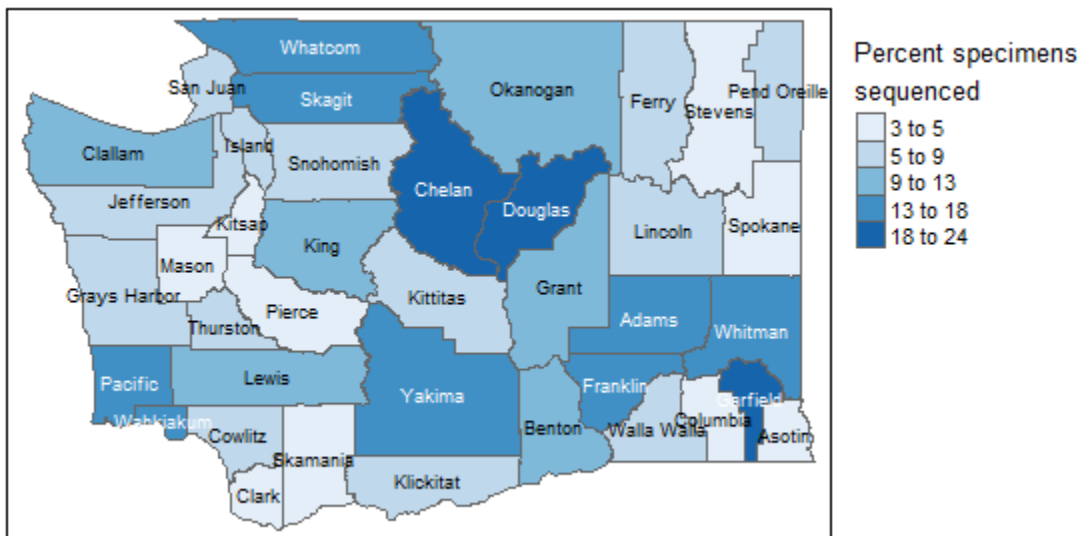 Whatcom
San Juan
Skagit
Okanogan
Ferry
Stevens
Pend Oreille
Clallam
Island
Snohomish
Chelan
Jefferson
Kitsap
King
Douglas
Lincoln
Spokane
Mason
Grays Harbor
Kittitas
Grant
Pierce
Thurston
Adams
Whitman
Pacific
Lewis
Yakima
Franklin
Garfield
Wahkiakum
Cowlitz
Skamania
Benton
Walla Walla
Columbia
Asotin
Clark
Klickitat
Percent specimens
sequenced
3 to 5
5 to 9
9 to 13
13 to 18
18 to 24